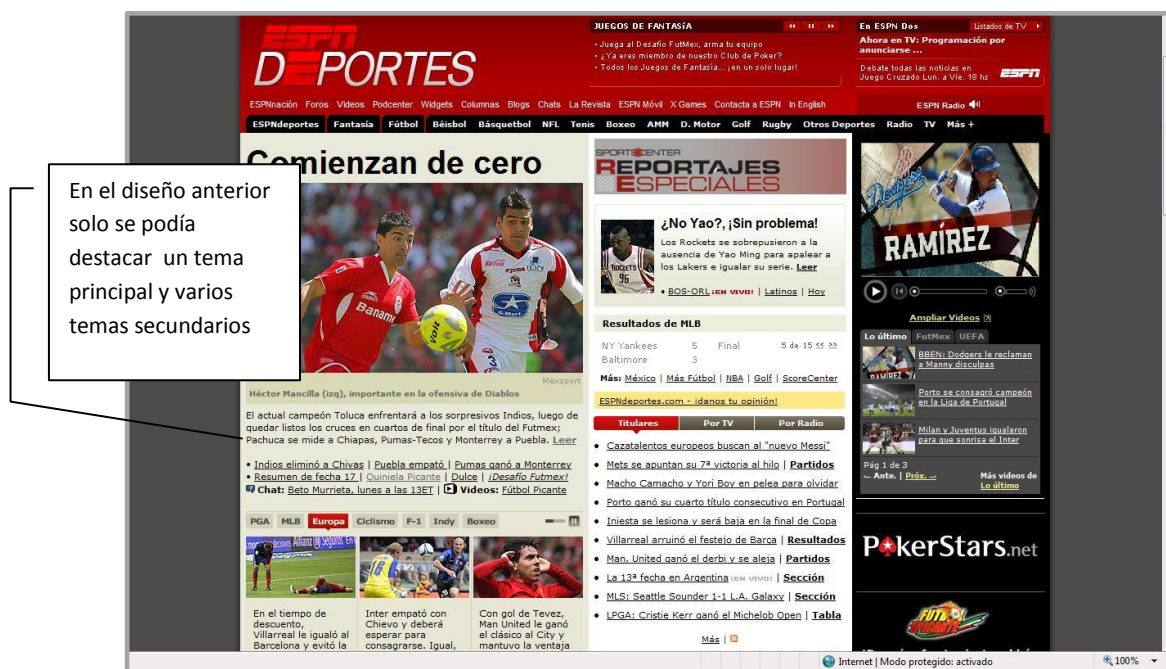 En el diseño anterior
solo se podía
destacar un tema
principal y varios
temas secundarios
ESPN
DEPORTES
JUEGOS DE FANTASíA
• Juega al Desafío FutMex, arma tu equipo
• ¿Ya eres miembro de nuestro Club de Poker?
• Todos los Juegos de Fantasía... ¡en un solo lugar!
En ESPN Dos
Listados de TV
Ahora en TV: Programación por
anunciarse ...
Debate todas las noticias en
Juego Cruzado Lun. a Vie. 18 hs
ESPN
ESPNnación Foros Videos Podcenter Widgets Columnas Blogs Chats La Revista ESPN Móvil X Games Contacta a ESPN In English
ESPN Radio
ESPNdeportes Fantasía Fútbol Béisbol Básquetbol NFL Tenis Boxeo AMM D. Motor Golf Rugby Otros Deportes Radio TV Más +
Comienzan de cero
Mexsport
Héctor Mancilla (izq), importante en la ofensiva de Diablos
El actual campeón Toluca enfrentará a los sorpresivos Indios, luego de
quedar listos los cruces en cuartos de final por el título del Futmex;
Pachuca se mide a Chiapas, Pumas-Tecos y Monterrey a Puebla. Leer
• Indios eliminó a Chivas | Puebla empató | Pumas ganó a Monterrey
• Resumen de fecha 17 | Quiniela Picante | Dulce | ¡Desafío Futmex!
Chat: Beto Murrieta, lunes a las 13ET | Videos: Fútbol Picante
PGA MLB Europa Ciclismo F-1 Indy Boxeo
En el tiempo de
descuento,
Villarreal le igualó al
Barcelona y evitó la
Inter empató con
Chievo y deberá
esperar para
consagrarse. Igual,
Con gol de Tevez,
Man United le ganó
el clásico al City y
mantuvo la ventaja
SPORTSCENTER
REPORTAJES
ESPECIALES
¿No Yao?, ¡Sin problema!
Los Rockets se sobrepusieron a la
ausencia de Yao Ming para apalear a
los Lakers e igualar su serie. Leer
• BOS-ORL ¡EN VIVO! | Latinos | Hoy
Resultados de MLB
NY Yankees 5 Final 5 de 15 << >>
Baltimore 3
Más: México | Más Fútbol | NBA | Golf | ScoreCenter
ESPNdeportes.com - ¡danos tu opinión!
Titulares Por TV Por Radio
• Cazatalentos europeos buscan al "nuevo Messi"
• Mets se apuntan su 7ª victoria al hilo | Partidos
• Macho Camacho y Yori Boy en pelea para olvidar
• Porto ganó su cuarto título consecutivo en Portugal
• Iniesta se lesiona y será baja en la final de Copa
• Villarreal arruinó el festejo de Barça | Resultados
• Man. United ganó el derbi y se aleja | Partidos
• La 13ª fecha en Argentina ¡EN VIVO! | Sección
• MLS: Seattle Sounder 1-1 L.A. Galaxy | Sección
• LPGA: Cristie Kerr ganó el Michelob Open | Tabla
Más |
Dodgers
RAMÍREZ
Ampliar Videos
Lo último FutMex UEFA
BBEN: Dodgers le reclaman
a Manny disculpas
Porto se consagró campeón
en la Liga de Portugal
Milan y Juventus igualaron
para que sonrisa el Inter
Pág 1 de 3
Ante. | Próx.
Más videos de
Lo último
PokerStars.net
FUTBOL
PICANTE
Internet | Modo protegido: activado
100%